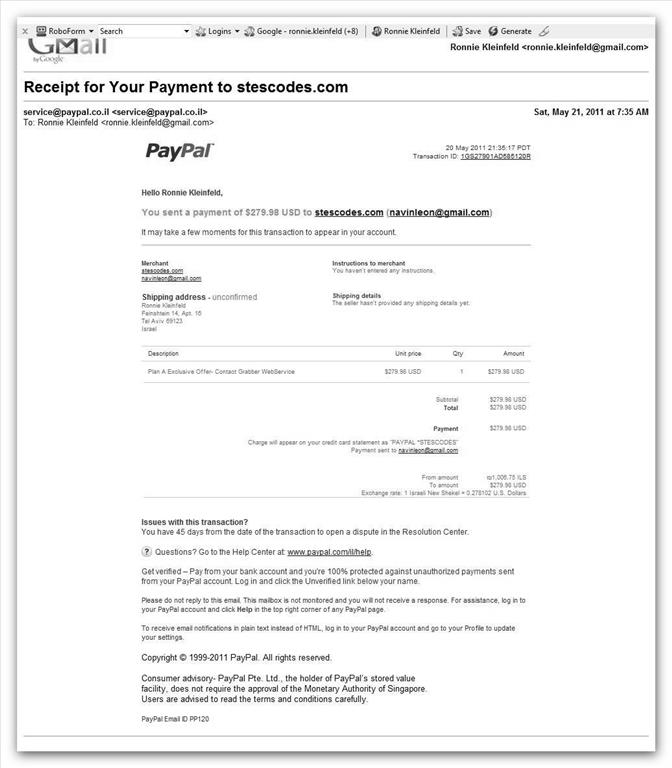 RoboForm Search Logins Google - ronnie.kleinfeld (+8) Ronnie Kleinfeld Save Generate
GMail
by Google
Ronnie Kleinfeld <ronnie.kleinfeld@gmail.com>
Receipt for Your Payment to stescodes.com
service@paypal.co.il <service@paypal.co.il> Sat, May 21, 2011 at 7:35 AM
To: Ronnie Kleinfeld <ronnie.kleinfeld@gmail.com>
PayPal
20 May 2011 21:35:17 PDT
Transaction ID: 1GS27901AD585120R
Hello Ronnie Kleinfeld,
You sent a payment of $279.98 USD to stescodes.com (navinleon@gmail.com)
It may take a few moments for this transaction to appear in your account.
Merchant
stescodes.com
navinleon@gmail.com
Instructions to merchant
You haven't entered any instructions.
Shipping address - unconfirmed
Ronnie Kleinfeld
Feinshtein 14, Apt. 16
Tel Aviv 69123
Israel
Shipping details
The seller hasn't provided any shipping details yet.
Description Unit price Qty Amount
Plan A Exclusive Offer- Contact Grabber WebService $279.98 USD 1 $279.98 USD
Subtotal $279.98 USD
Total $279.98 USD
Payment $279.98 USD
Charge will appear on your credit card statement as "PAYPAL *STESCODES"
Payment sent to navinleon@gmail.com
From amount ₪1,006.75 ILS
To amount $279.98 USD
Exchange rate: 1 Israeli New Shekel = 0.278102 U.S. Dollars
Issues with this transaction?
You have 45 days from the date of the transaction to open a dispute in the Resolution Center.
? Questions? Go to the Help Center at: www.paypal.com/il/help.
Get verified – Pay from your bank account and you're 100% protected against unauthorized payments sent
from your PayPal account. Log in and click the Unverified link below your name.
Please do not reply to this email. This mailbox is not monitored and you will not receive a response. For assistance, log in to
your PayPal account and click Help in the top right corner of any PayPal page.
To receive email notifications in plain text instead of HTML, log in to your PayPal account and go to your Profile to update
your settings.
Copyright © 1999-2011 PayPal. All rights reserved.
Consumer advisory- PayPal Pte. Ltd., the holder of PayPal's stored value
facility, does not require the approval of the Monetary Authority of Singapore.
Users are advised to read the terms and conditions carefully.
PayPal Email ID PP120